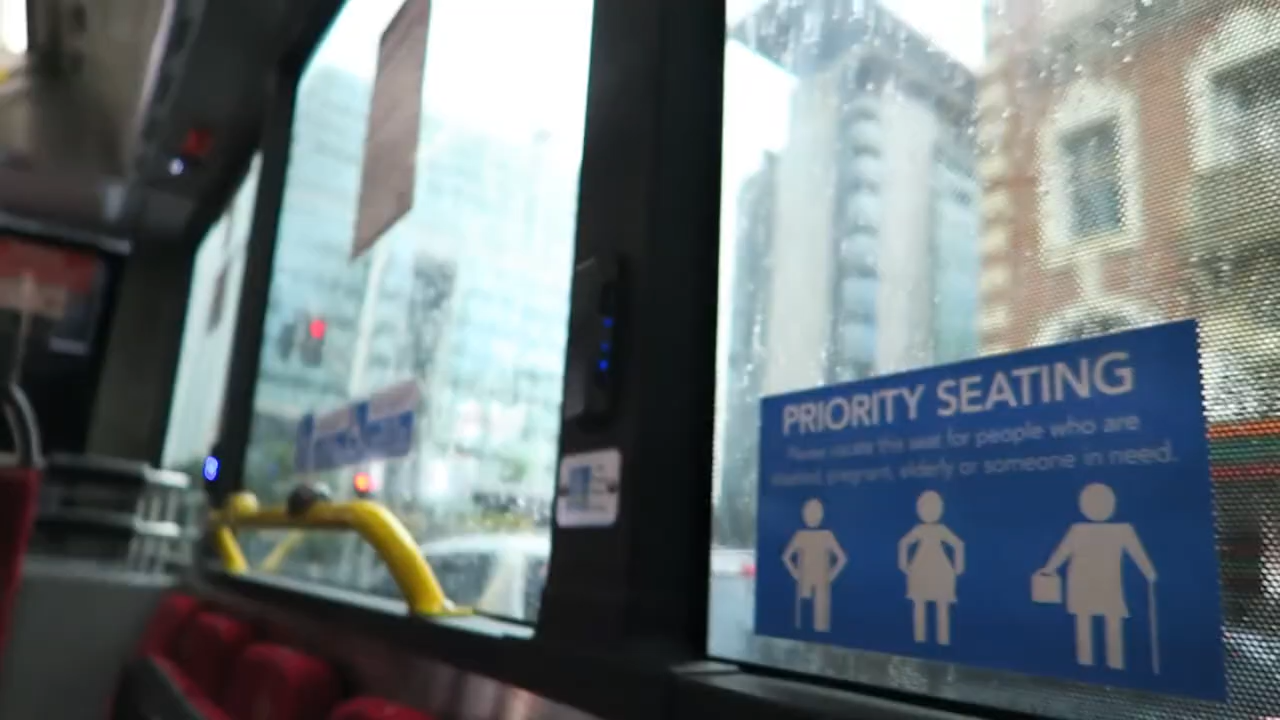 PRIORITY SEATING
Please vacate this seat for people who are
disabled, pregnant, elderly or someone in need.